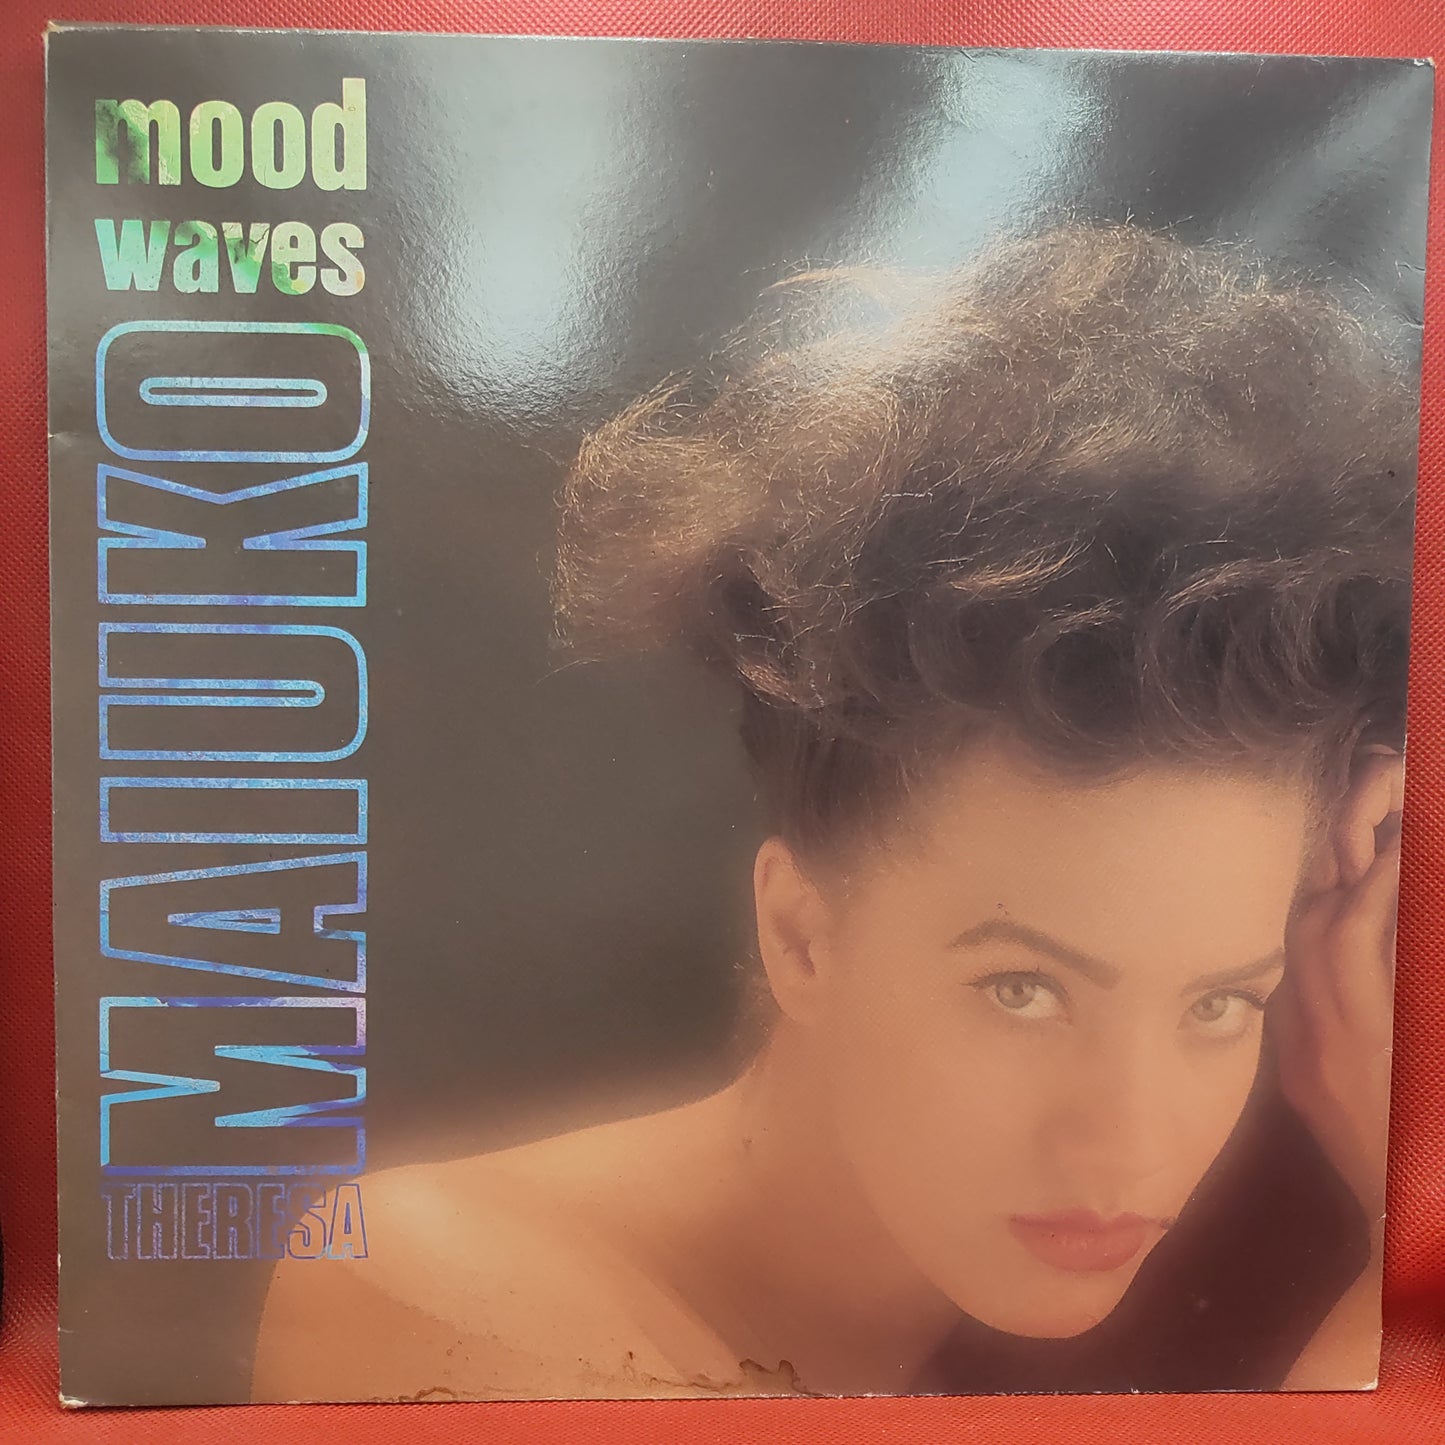 mood
waves
MAIUKO
THERESA